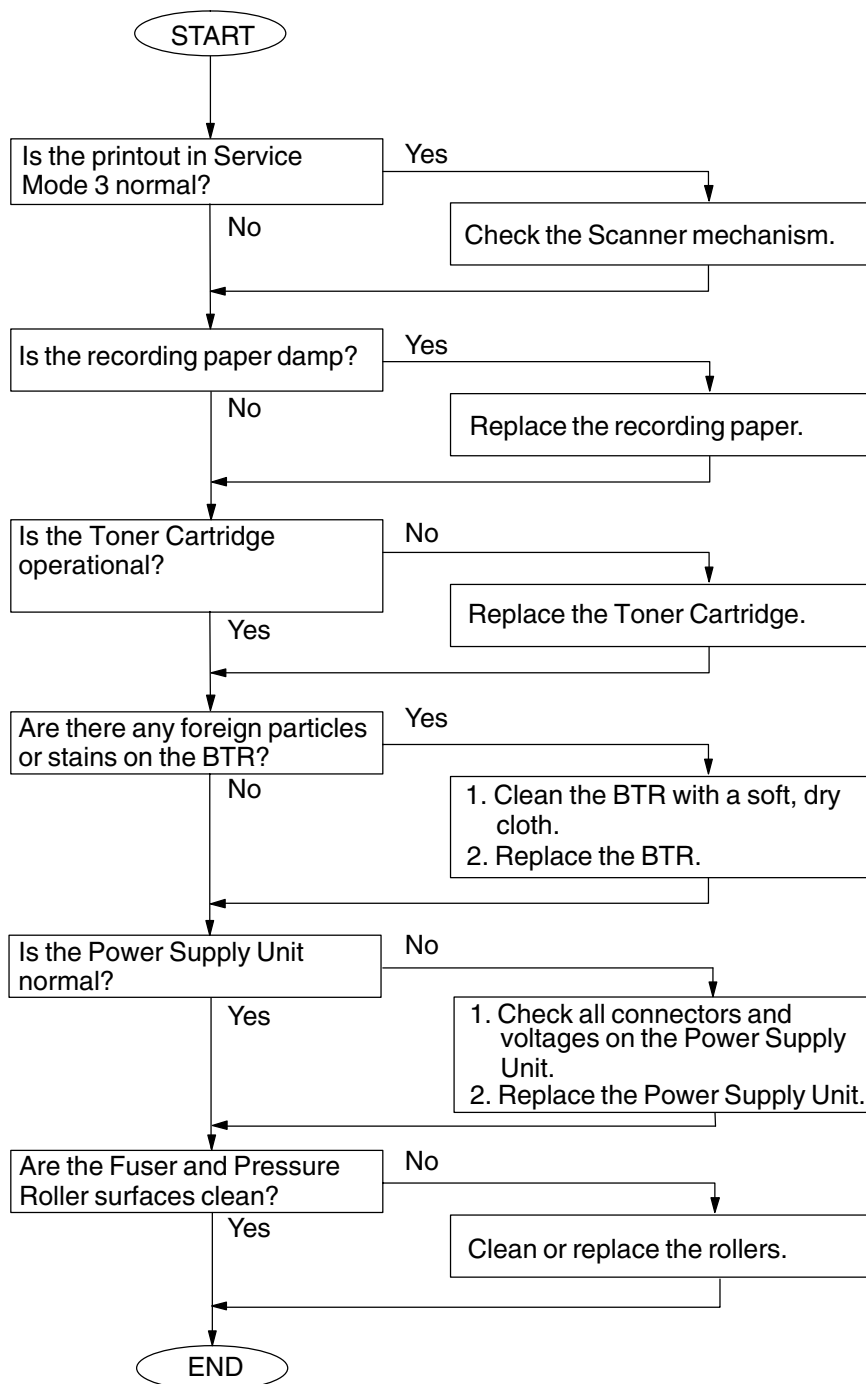 START
Is the printout in Service
Mode 3 normal?
Yes
No
Check the Scanner mechanism.
Is the recording paper damp?
Yes
No
Replace the recording paper.
Is the Toner Cartridge
operational?
No
Yes
Replace the Toner Cartridge.
Are there any foreign particles
or stains on the BTR?
Yes
No
1. Clean the BTR with a soft, dry
cloth.
2. Replace the BTR.
Is the Power Supply Unit
normal?
No
Yes
1. Check all connectors and
voltages on the Power Supply
Unit.
2. Replace the Power Supply Unit.
Are the Fuser and Pressure
Roller surfaces clean?
No
Yes
Clean or replace the rollers.
END